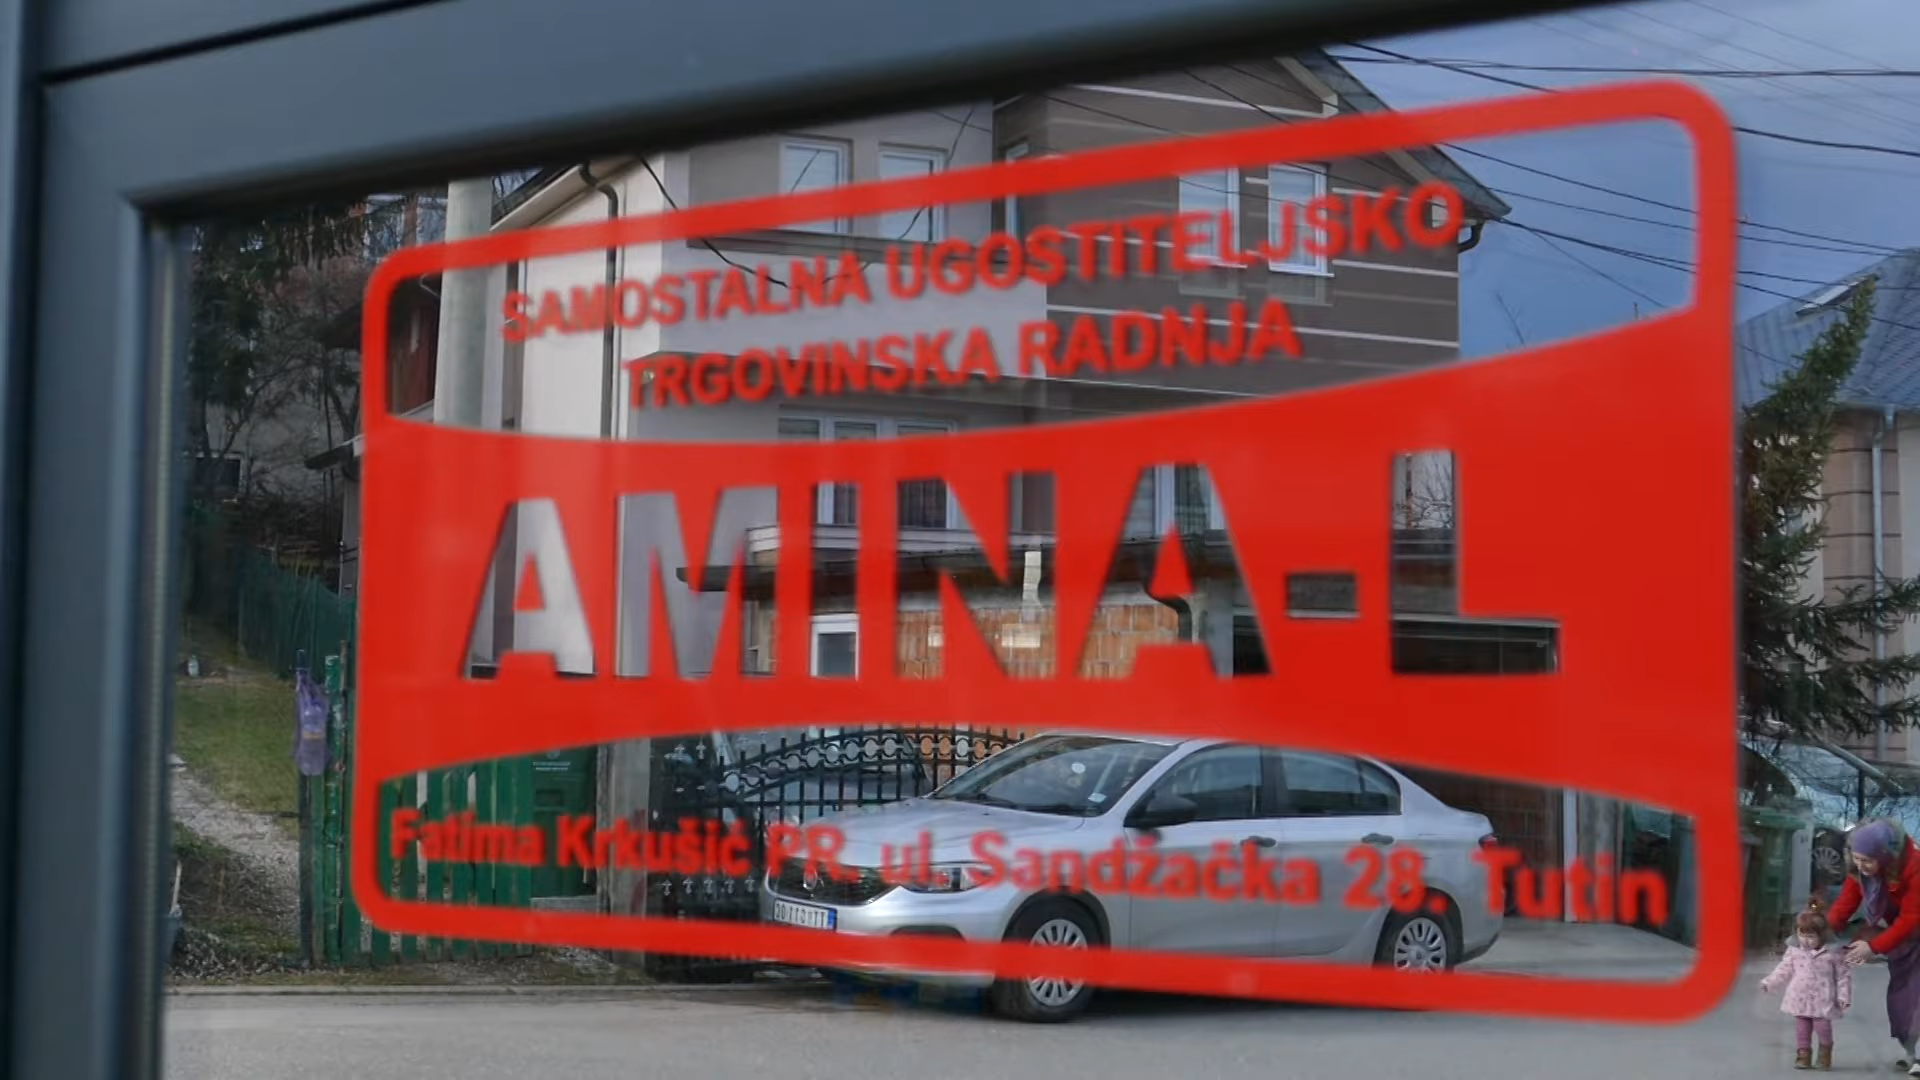 SAMOSTALNA UGOSTITELJSKO
TRGOVINSKA RADNJA
AMINA-L
Fatima Krkušić PR. ul. Sandžačka 28. Tutin